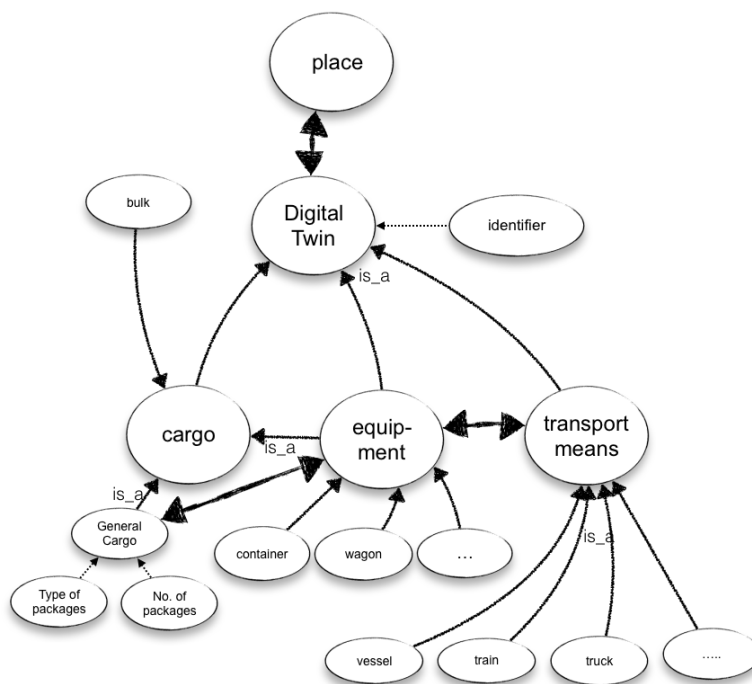 place
Digital
Twin
bulk
identifier
is_a
cargo
equip-
ment
transport
means
is_a
is_a
General
Cargo
container
wagon
...
is_a
Type of
packages
No. of
packages
vessel
train
truck
.....